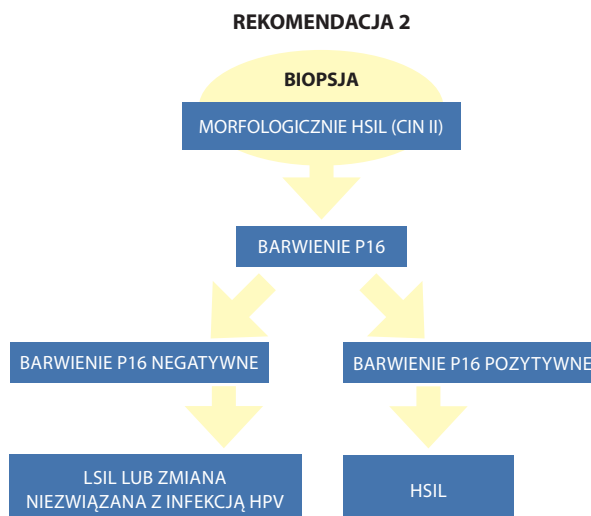 REKOMENDACJA 2
BIOPSJA
MORFOLOGICZNIE HSIL (CIN II)
BARWIENIE P16
BARWIENIE P16 NEGATYWNE
BARWIENIE P16 POZYTYWNE
LSIL LUB ZMIANA
NIEZWIĄZANA Z INFEKCJĄ HPV
HSIL